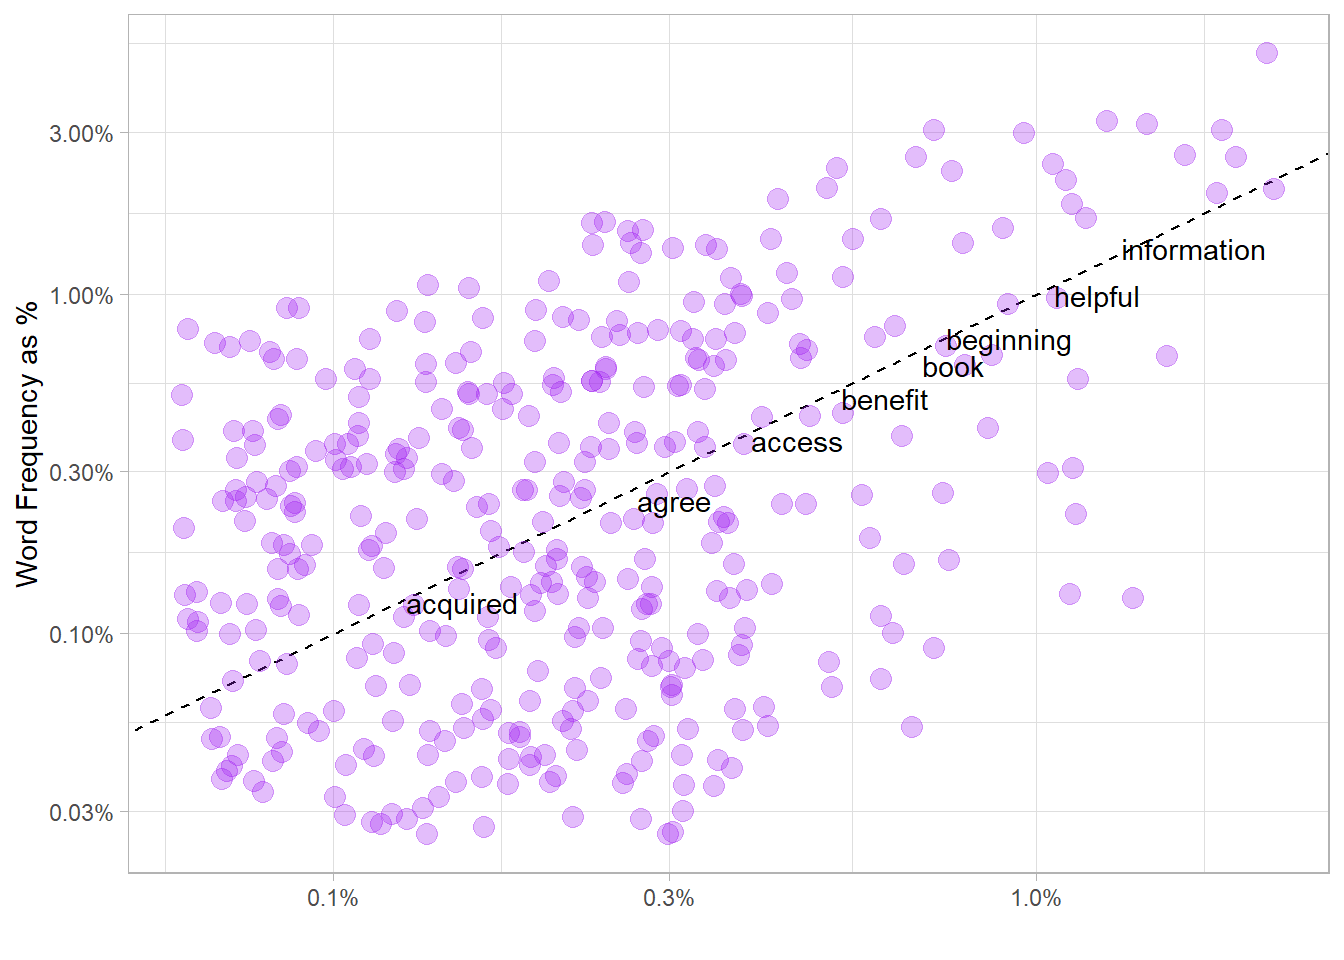 Word Frequency as %
3.00%
1.00%
0.30%
0.10%
0.03%
information
helpful
beginning
book
benefit
access
agree
acquired
0.1%
0.3%
1.0%